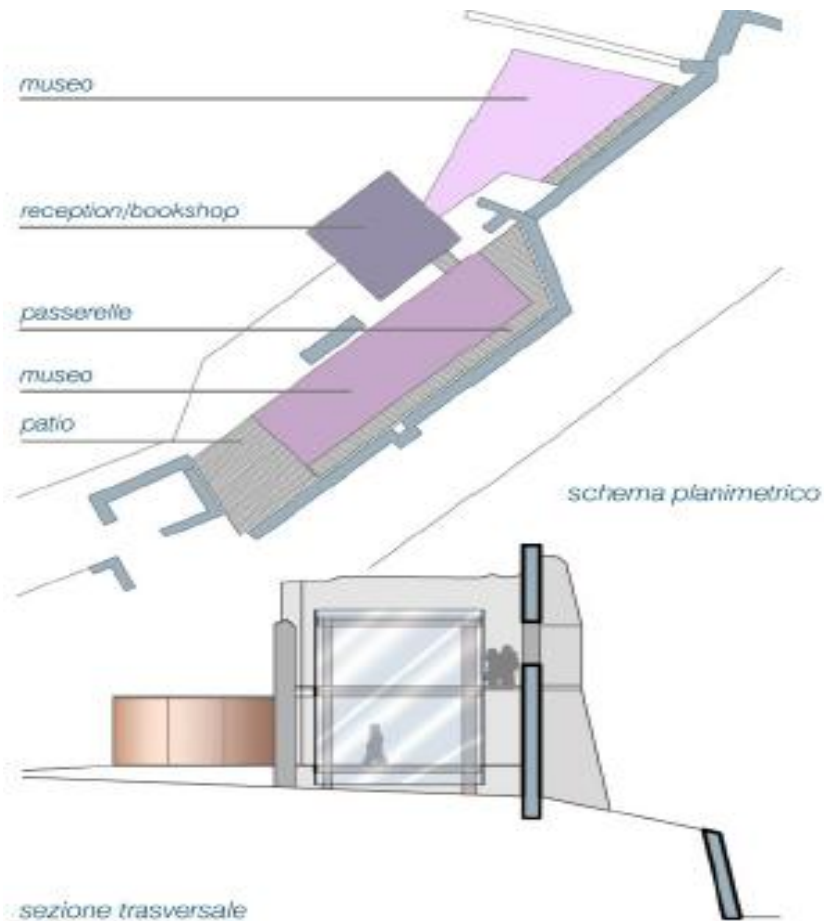 museo
reception/bookshop
passerelle
museo
patio
schema planimetrico
sezione trasversale